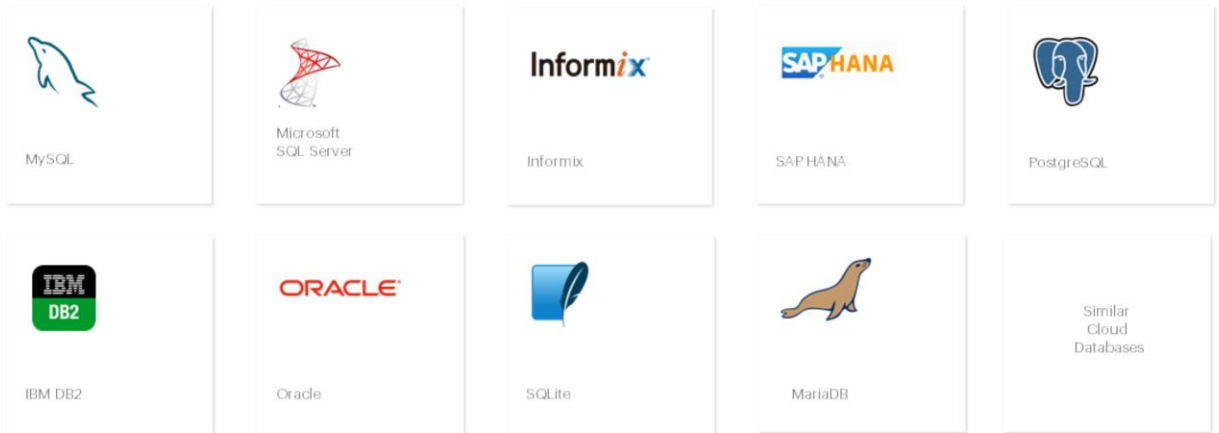 Informix
SAP HANA
MySQL
Microsoft
SQL Server
Informix
SAP HANA
PostgreSQL
IBM
DB2
ORACLE
IBM DB2
Oracle
SQLite
MariaDB
Similar
Cloud
Databases